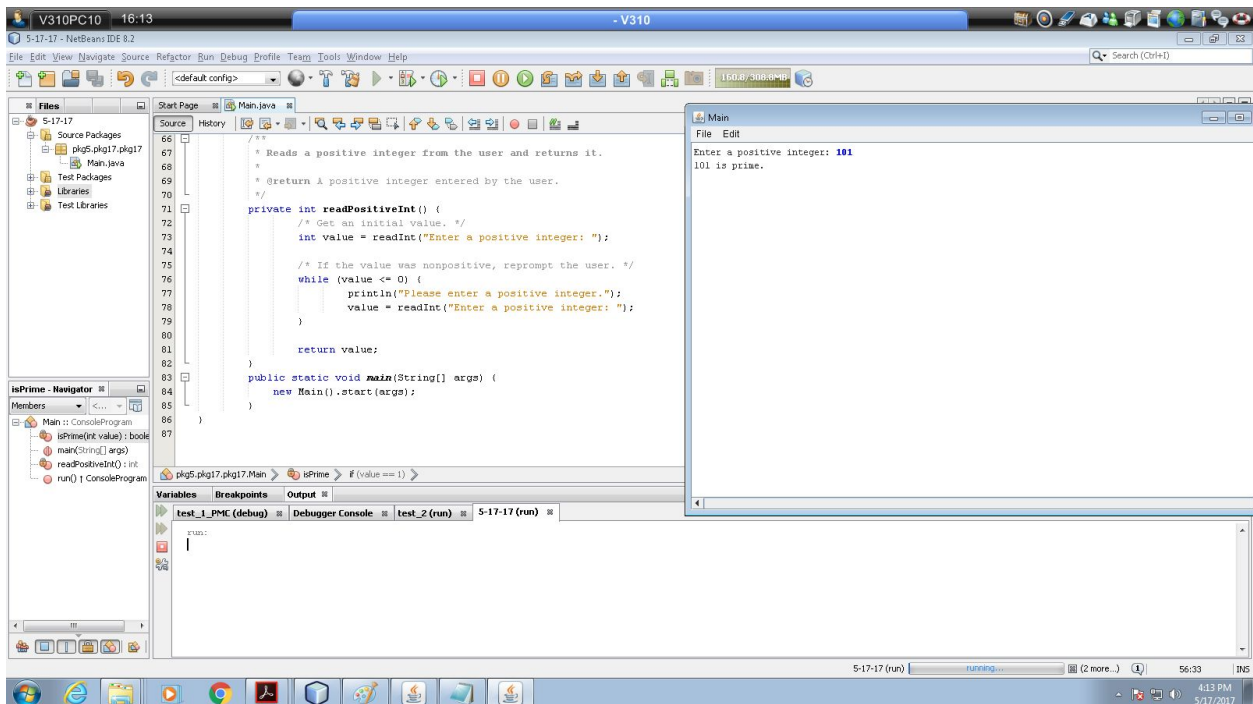 V310PC10 16:13
- V310
5-17-17 - NetBeans IDE 8.2
File Edit View Navigate Source Refactor Run Debug Profile Team Tools Window Help
Search (Ctrl+I)
<default config>
160.8/308.8MB
Files
5-17-17
Source Packages
pkg5.pkg17.pkg17
Main.java
Test Packages
Libraries
Test Libraries
Start Page Main.java
Source History
66 /**
67 * Reads a positive integer from the user and returns it.
68 *
69 * @return A positive integer entered by the user.
70 */
71 private int readPositiveInt() {
72 /* Get an initial value. */
73 int value = readInt("Enter a positive integer: ");
74
75 /* If the value was nonpositive, reprompt the user. */
76 while (value <= 0) {
77 println("Please enter a positive integer.");
78 value = readInt("Enter a positive integer: ");
79 }
80
81 return value;
82 }
83 public static void main(String[] args) {
84 new Main().start(args);
85 }
86 }
87
Main
File Edit
Enter a positive integer: 101
101 is prime.
isPrime - Navigator
Members <...
Main :: ConsoleProgram
isPrime(int value) : boole
main(String[] args)
readPositiveInt() : int
run() ↑ ConsoleProgram
pkg5.pkg17.pkg17.Main isPrime if (value == 1)
Variables Breakpoints Output
test_1_PMC (debug) Debugger Console test_2 (run) 5-17-17 (run)
run:
5-17-17 (run) running... (2 more...) 1 56:33 INS
4:13 PM
5/17/2017